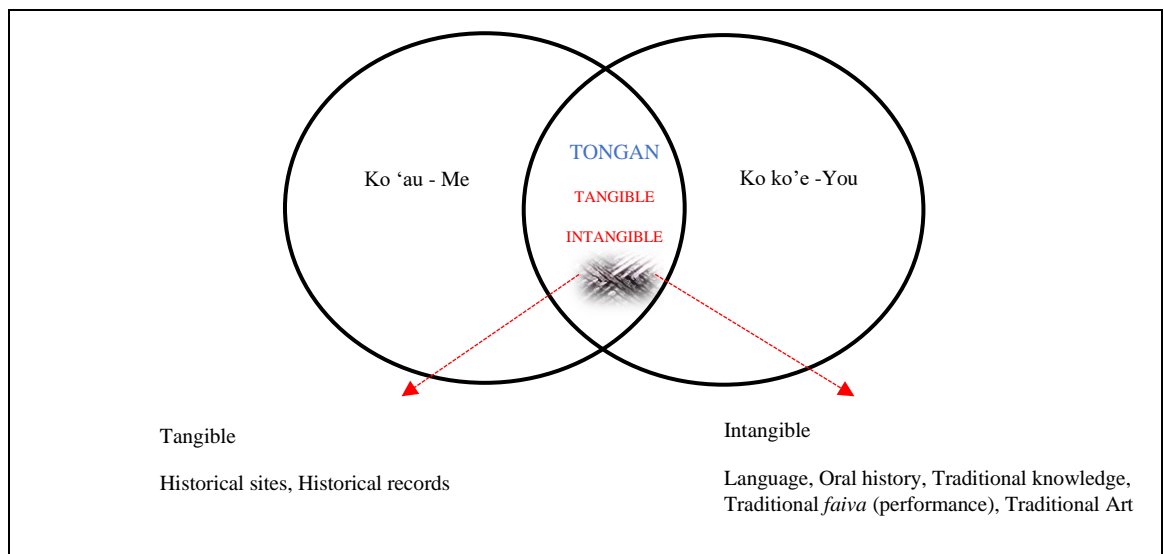 TONGAN
Ko ‘au - Me
Ko ko’e -You
TANGIBLE
INTANGIBLE
Tangible
Historical sites, Historical records
Intangible
Language, Oral history, Traditional knowledge,
Traditional faiva (performance), Traditional Art